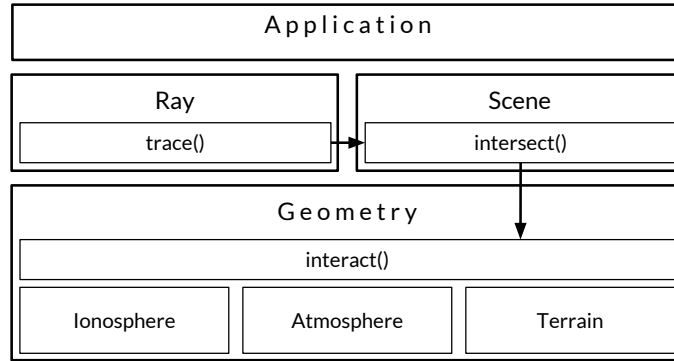 Application
Ray Scene
trace() intersect()
Geometry
interact()
Ionosphere Atmosphere Terrain